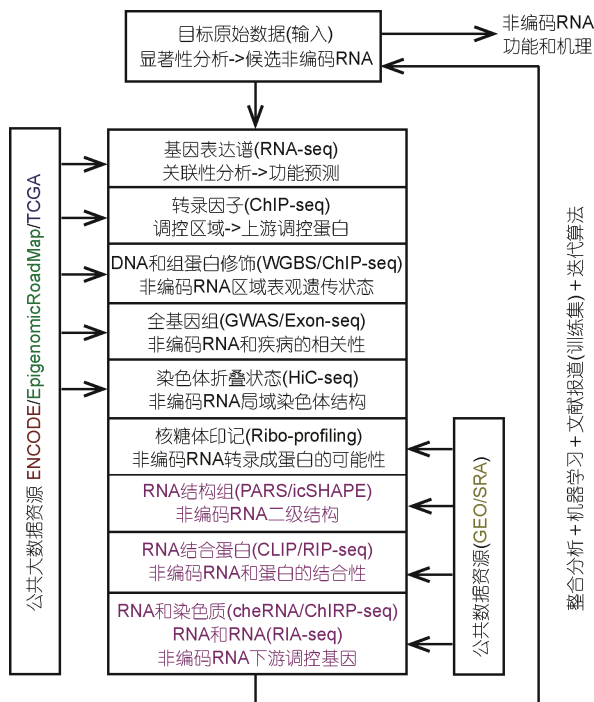 目标原始数据(输入)
显著性分析->候选非编码RNA
非编码RNA
功能和机理
公共大数据资源 ENCODE/EpigenomicRoadMap/TCGA
基因表达谱(RNA-seq)
关联性分析->功能预测
转录因子(ChIP-seq)
调控区域->上游调控蛋白
DNA和组蛋白修饰(WGBS/ChIP-seq)
非编码RNA区域表观遗传状态
全基因组(GWAS/Exon-seq)
非编码RNA和疾病的相关性
染色体折叠状态(HiC-seq)
非编码RNA局域染色体结构
核糖体印记(Ribo-profiling)
非编码RNA转录成蛋白的可能性
RNA结构组(PARS/icSHAPE)
非编码RNA二级结构
RNA结合蛋白(CLIP/RIP-seq)
非编码RNA和蛋白的结合性
RNA和染色质(cheRNA/ChIRP-seq)
RNA和RNA(RIA-seq)
非编码RNA下游调控基因
公共数据资源(GEO/SRA)
整合分析+机器学习+文献报道(训练集)+迭代算法